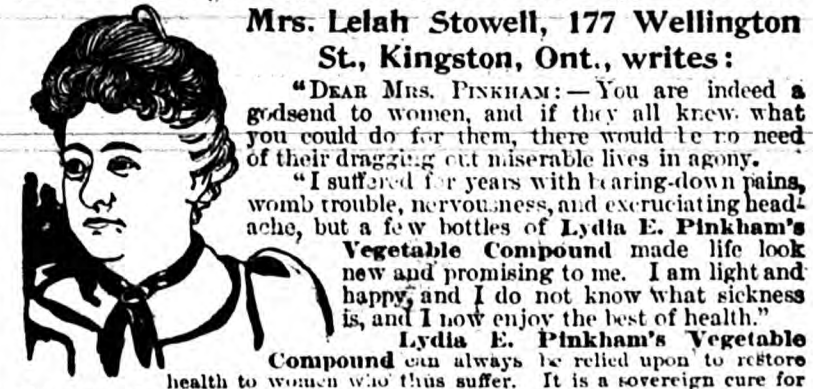 Mrs. Lelah Stowell, 177 Wellington
St., Kingston, Ont., writes:
"DEAR MRS. PINKHAM:—You are indeed a
godsend to women, and if they all knew what
you could do for them, there would be no need
of their dragging out miserable lives in agony.
"I suffered for years with bearing-down pains,
womb trouble, nervousness, and excruciating head-
ache, but a few bottles of Lydia E. Pinkham's
Vegetable Compound made life look
new and promising to me. I am light and
happy, and I do not know what sickness
is, and I now enjoy the best of health."
Lydia E. Pinkham's Vegetable
Compound can always be relied upon to restore
health to women who thus suffer. It is a sovereign cure for